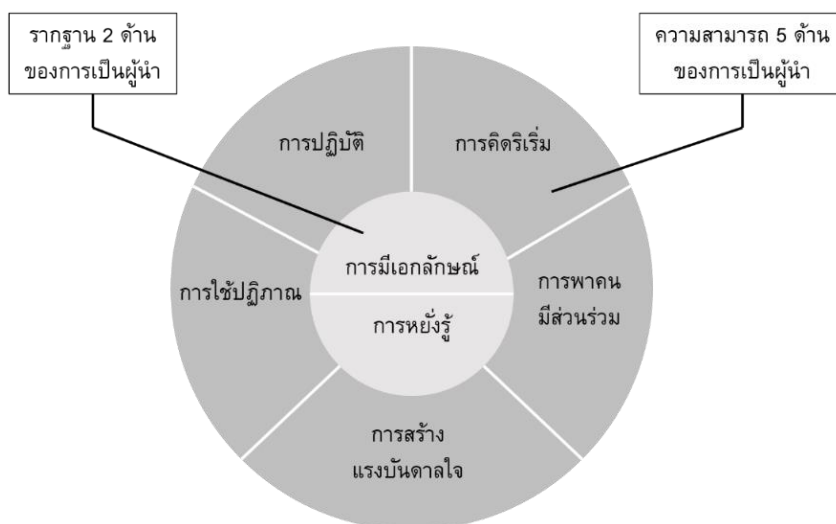 รากฐาน 2 ด้าน
ของการเป็นผู้นำ
ความสามารถ 5 ด้าน
ของการเป็นผู้นำ
การปฏิบัติ
การคิดริเริ่ม
การมีเอกลักษณ์
การใช้ปฏิภาณ
การพาคน
มีส่วนร่วม
การหยั่งรู้
การสร้าง
แรงบันดาลใจ